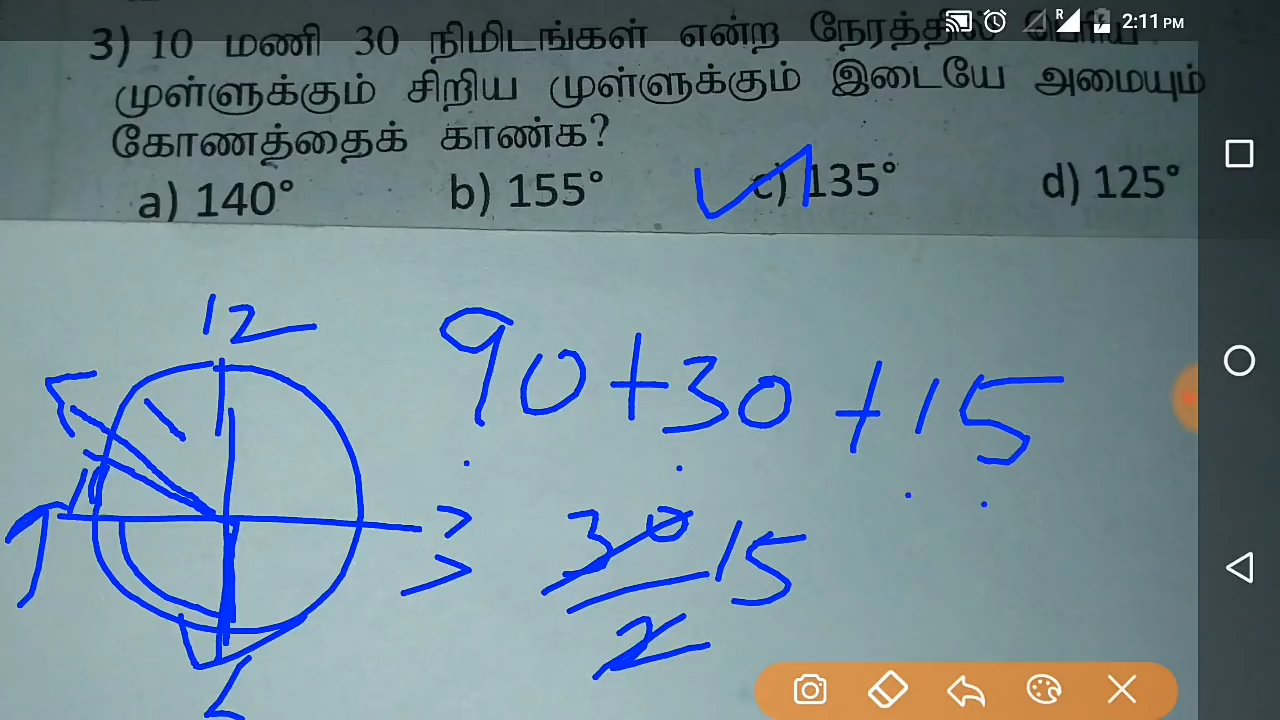 2:11 PM
3) 10 மணி 30 நிமிடங்கள் என்ற நேரத்தில் பெரிய
முள்ளுக்கும் சிறிய முள்ளுக்கும் இடையே அமையும்
கோணத்தைக் காண்க?
a) 140° b) 155° c) 135° d) 125°
12
90+30+15
3
9
30 15
2